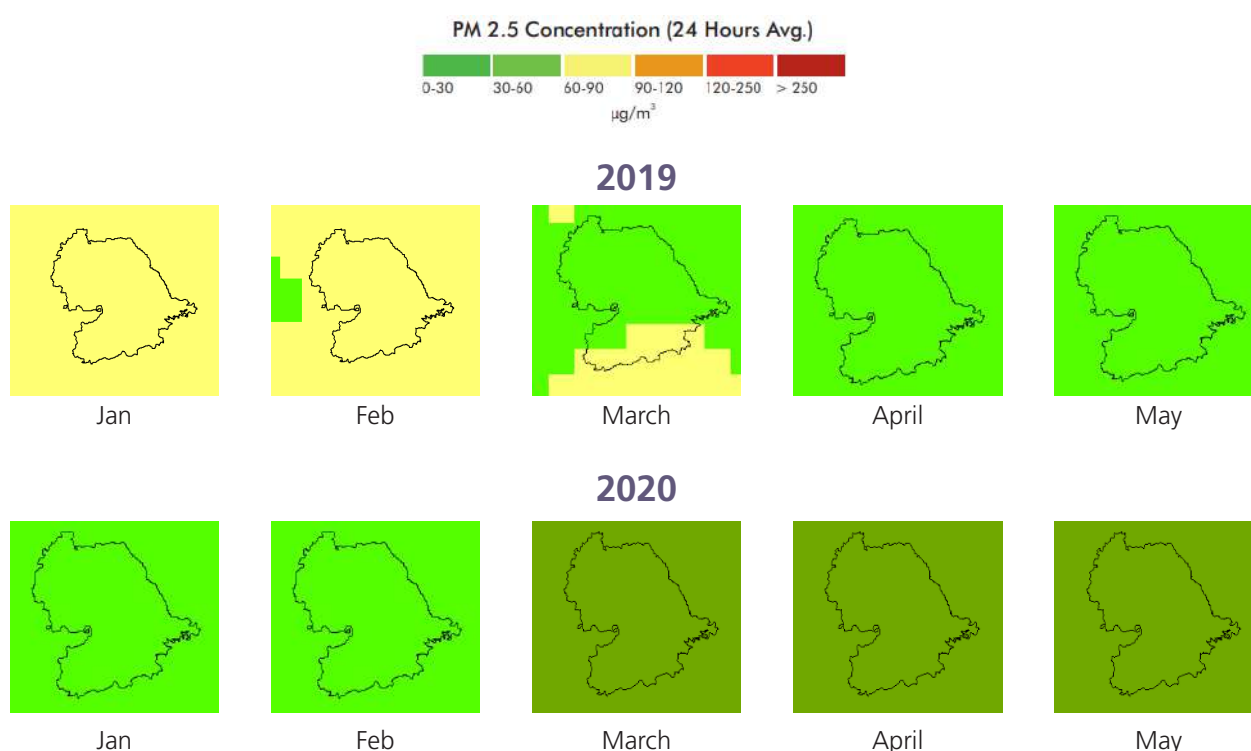 PM 2.5 Concentration (24 Hours Avg.)
0-30 30-60 60-90 90-120 120-250 > 250
µg/m³
2019
Jan Feb March April May
2020
Jan Feb March April May